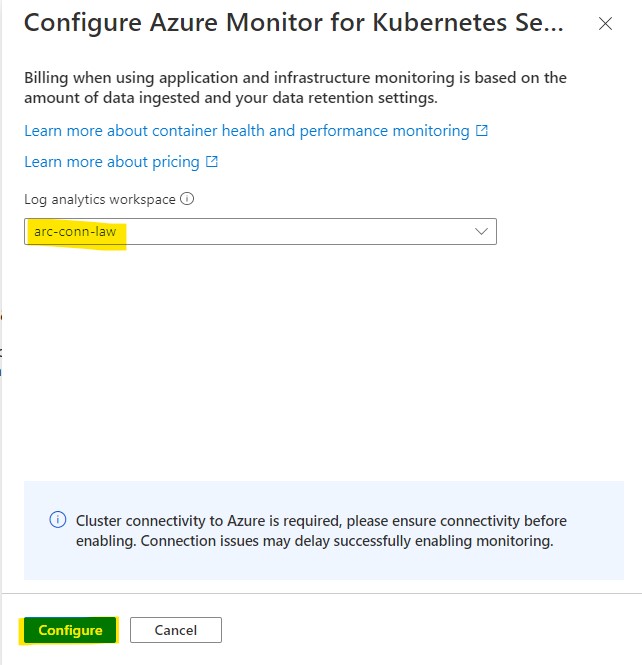 Configure Azure Monitor for Kubernetes Se...
Billing when using application and infrastructure monitoring is based on the
amount of data ingested and your data retention settings.
Learn more about container health and performance monitoring
Learn more about pricing
Log analytics workspace
arc-conn-law
Cluster connectivity to Azure is required, please ensure connectivity before
enabling. Connection issues may delay successfully enabling monitoring.
Configure
Cancel